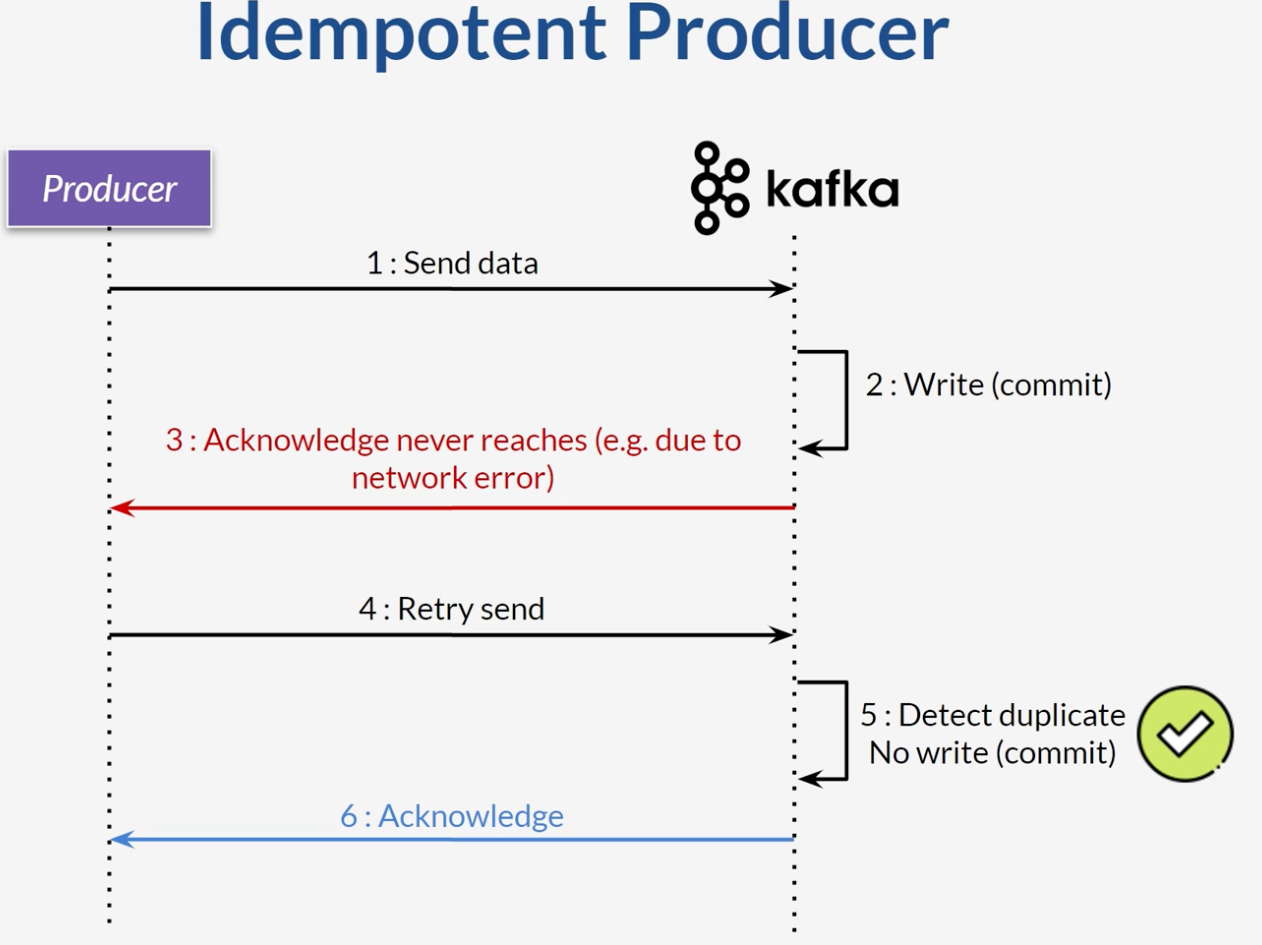 Idempotent Producer
Producer
kafka
1 : Send data
2 : Write (commit)
3 : Acknowledge never reaches (e.g. due to
network error)
4 : Retry send
5 : Detect duplicate
No write (commit)
6 : Acknowledge